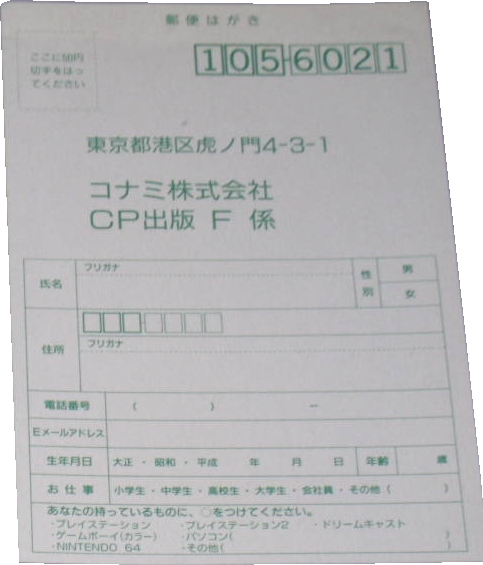 郵便はがき
ここに50円
切手をはっ
てください
105-6021
東京都港区虎ノ門4-3-1
コナミ株式会社
CP出版 F 係
フリガナ
氏名
性別
男
女
フリガナ
住所
電話番号 ( ) ー
Eメールアドレス
生年月日 大正・昭和・平成 年 月 日 年齢 歳
お仕事 小学生・中学生・高校生・大学生・会社員・その他( )
あなたの持っているものに、○をつけてください。
・プレイステーション ・プレイステーション2 ・ドリームキャスト
・ゲームボーイ(カラー) ・パソコン( )
・NINTENDO 64 ・その他( )